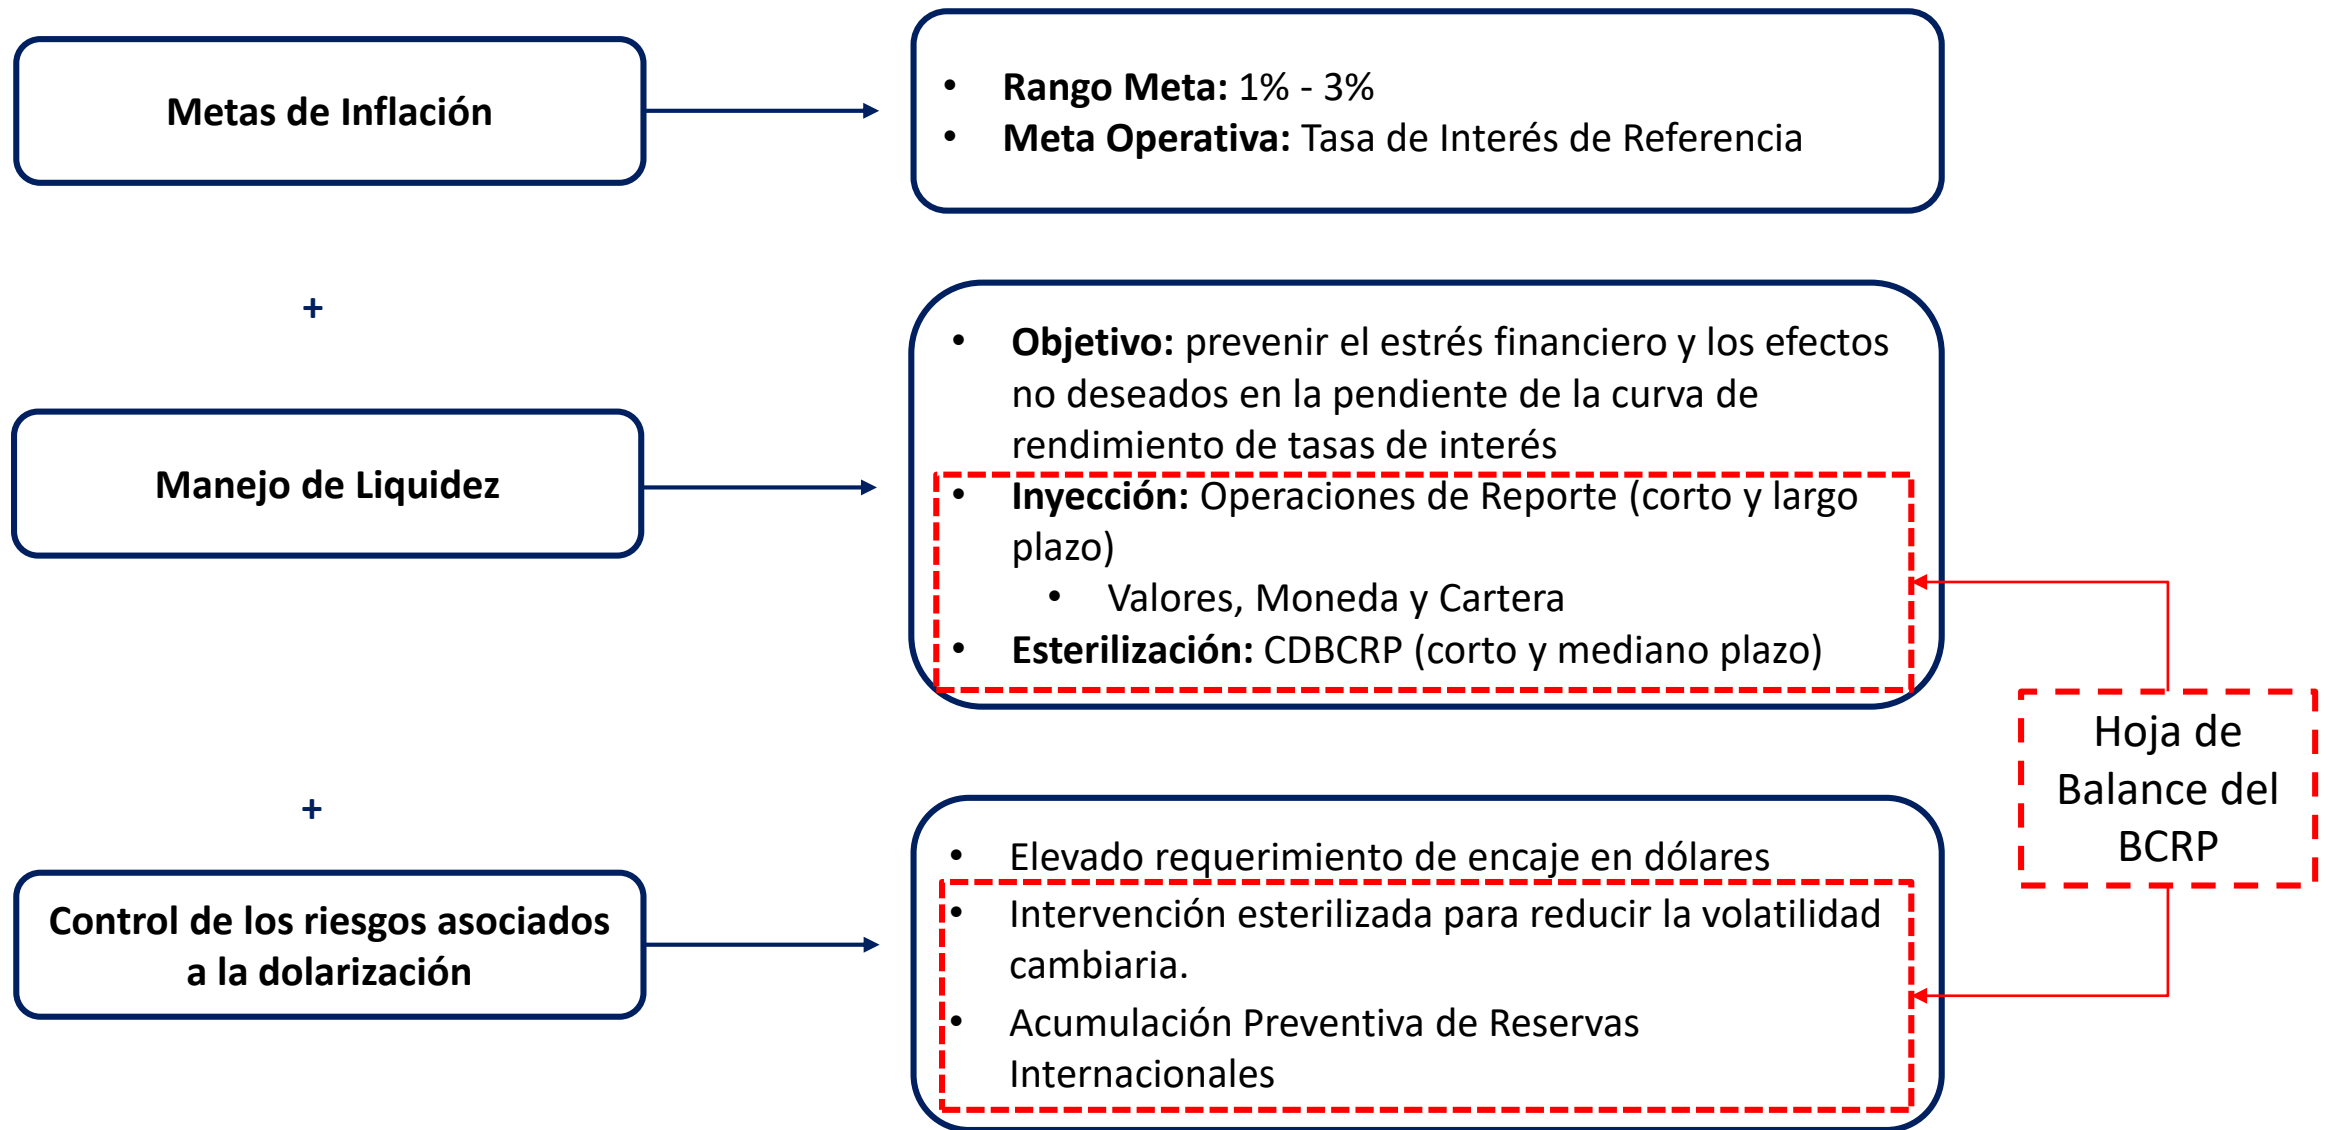 Metas de Inflación
• Rango Meta: 1% - 3%
• Meta Operativa: Tasa de Interés de Referencia
+
Manejo de Liquidez
• Objetivo: prevenir el estrés financiero y los efectos
no deseados en la pendiente de la curva de
rendimiento de tasas de interés
• Inyección: Operaciones de Reporte (corto y largo
plazo)
• Valores, Moneda y Cartera
• Esterilización: CDBCRP (corto y mediano plazo)
+
Control de los riesgos asociados
a la dolarización
• Elevado requerimiento de encaje en dólares
• Intervención esterilizada para reducir la volatilidad
cambiaria.
• Acumulación Preventiva de Reservas
Internacionales
Hoja de
Balance del
BCRP